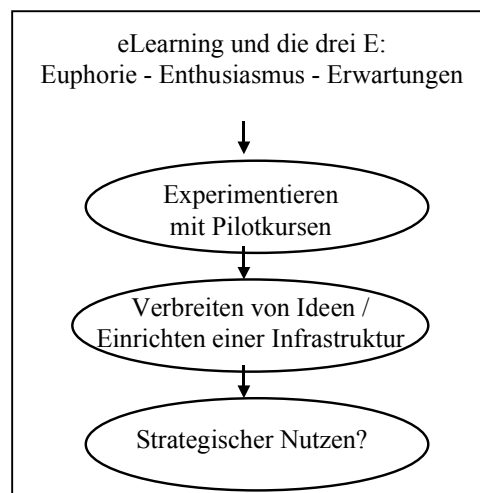 eLearning und die drei E:
Euphorie - Enthusiasmus - Erwartungen
Experimentieren
mit Pilotkursen
Verbreiten von Ideen /
Einrichten einer Infrastruktur
Strategischer Nutzen?